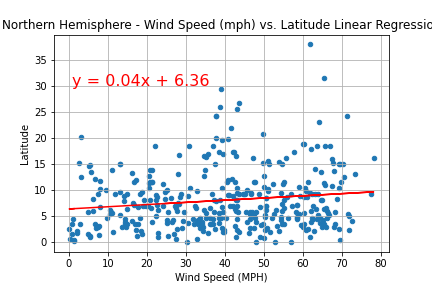 Northern Hemisphere - Wind Speed (mph) vs. Latitude Linear Regressio
y = 0.04x + 6.36
Latitude
35
30
25
20
15
10
5
0
0 10 20 30 40 50 60 70 80
Wind Speed (MPH)